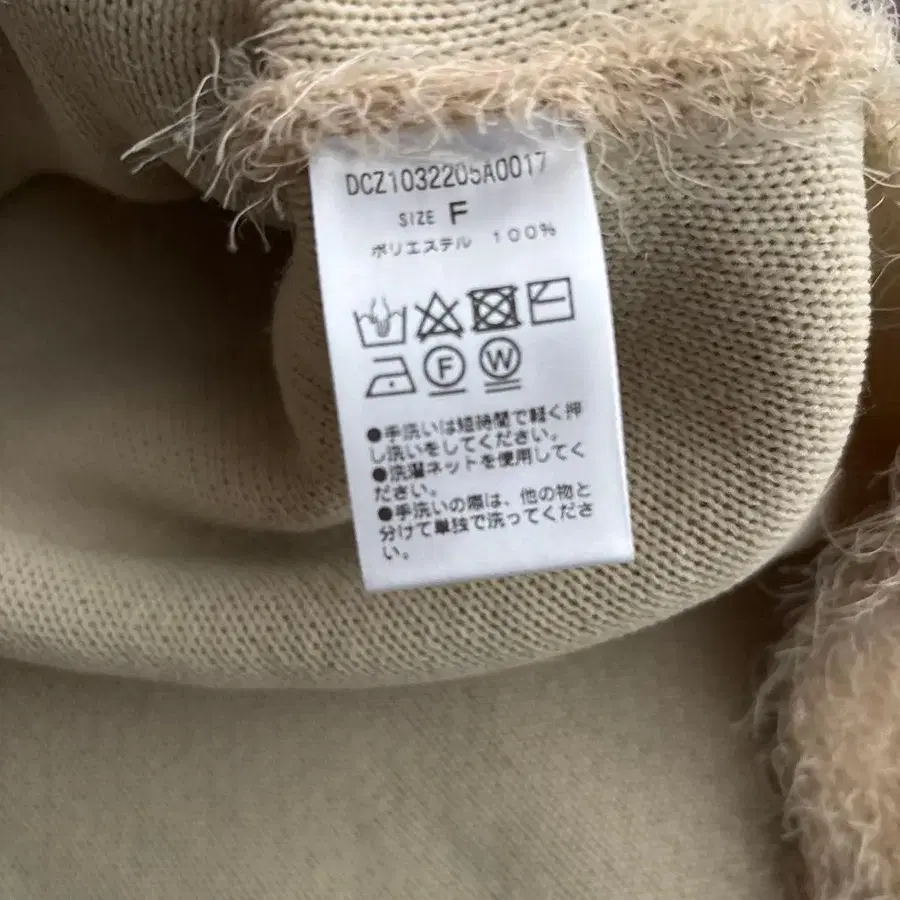 DCZ1032205A0017
SIZE F
ポリエステル 100%
F W
●手洗いは短時間で軽く押
し洗いをしてください。
●洗濯ネットを使用してく
ださい。
●手洗いの際は、他の物と
分けて単独で洗ってくださ
い。